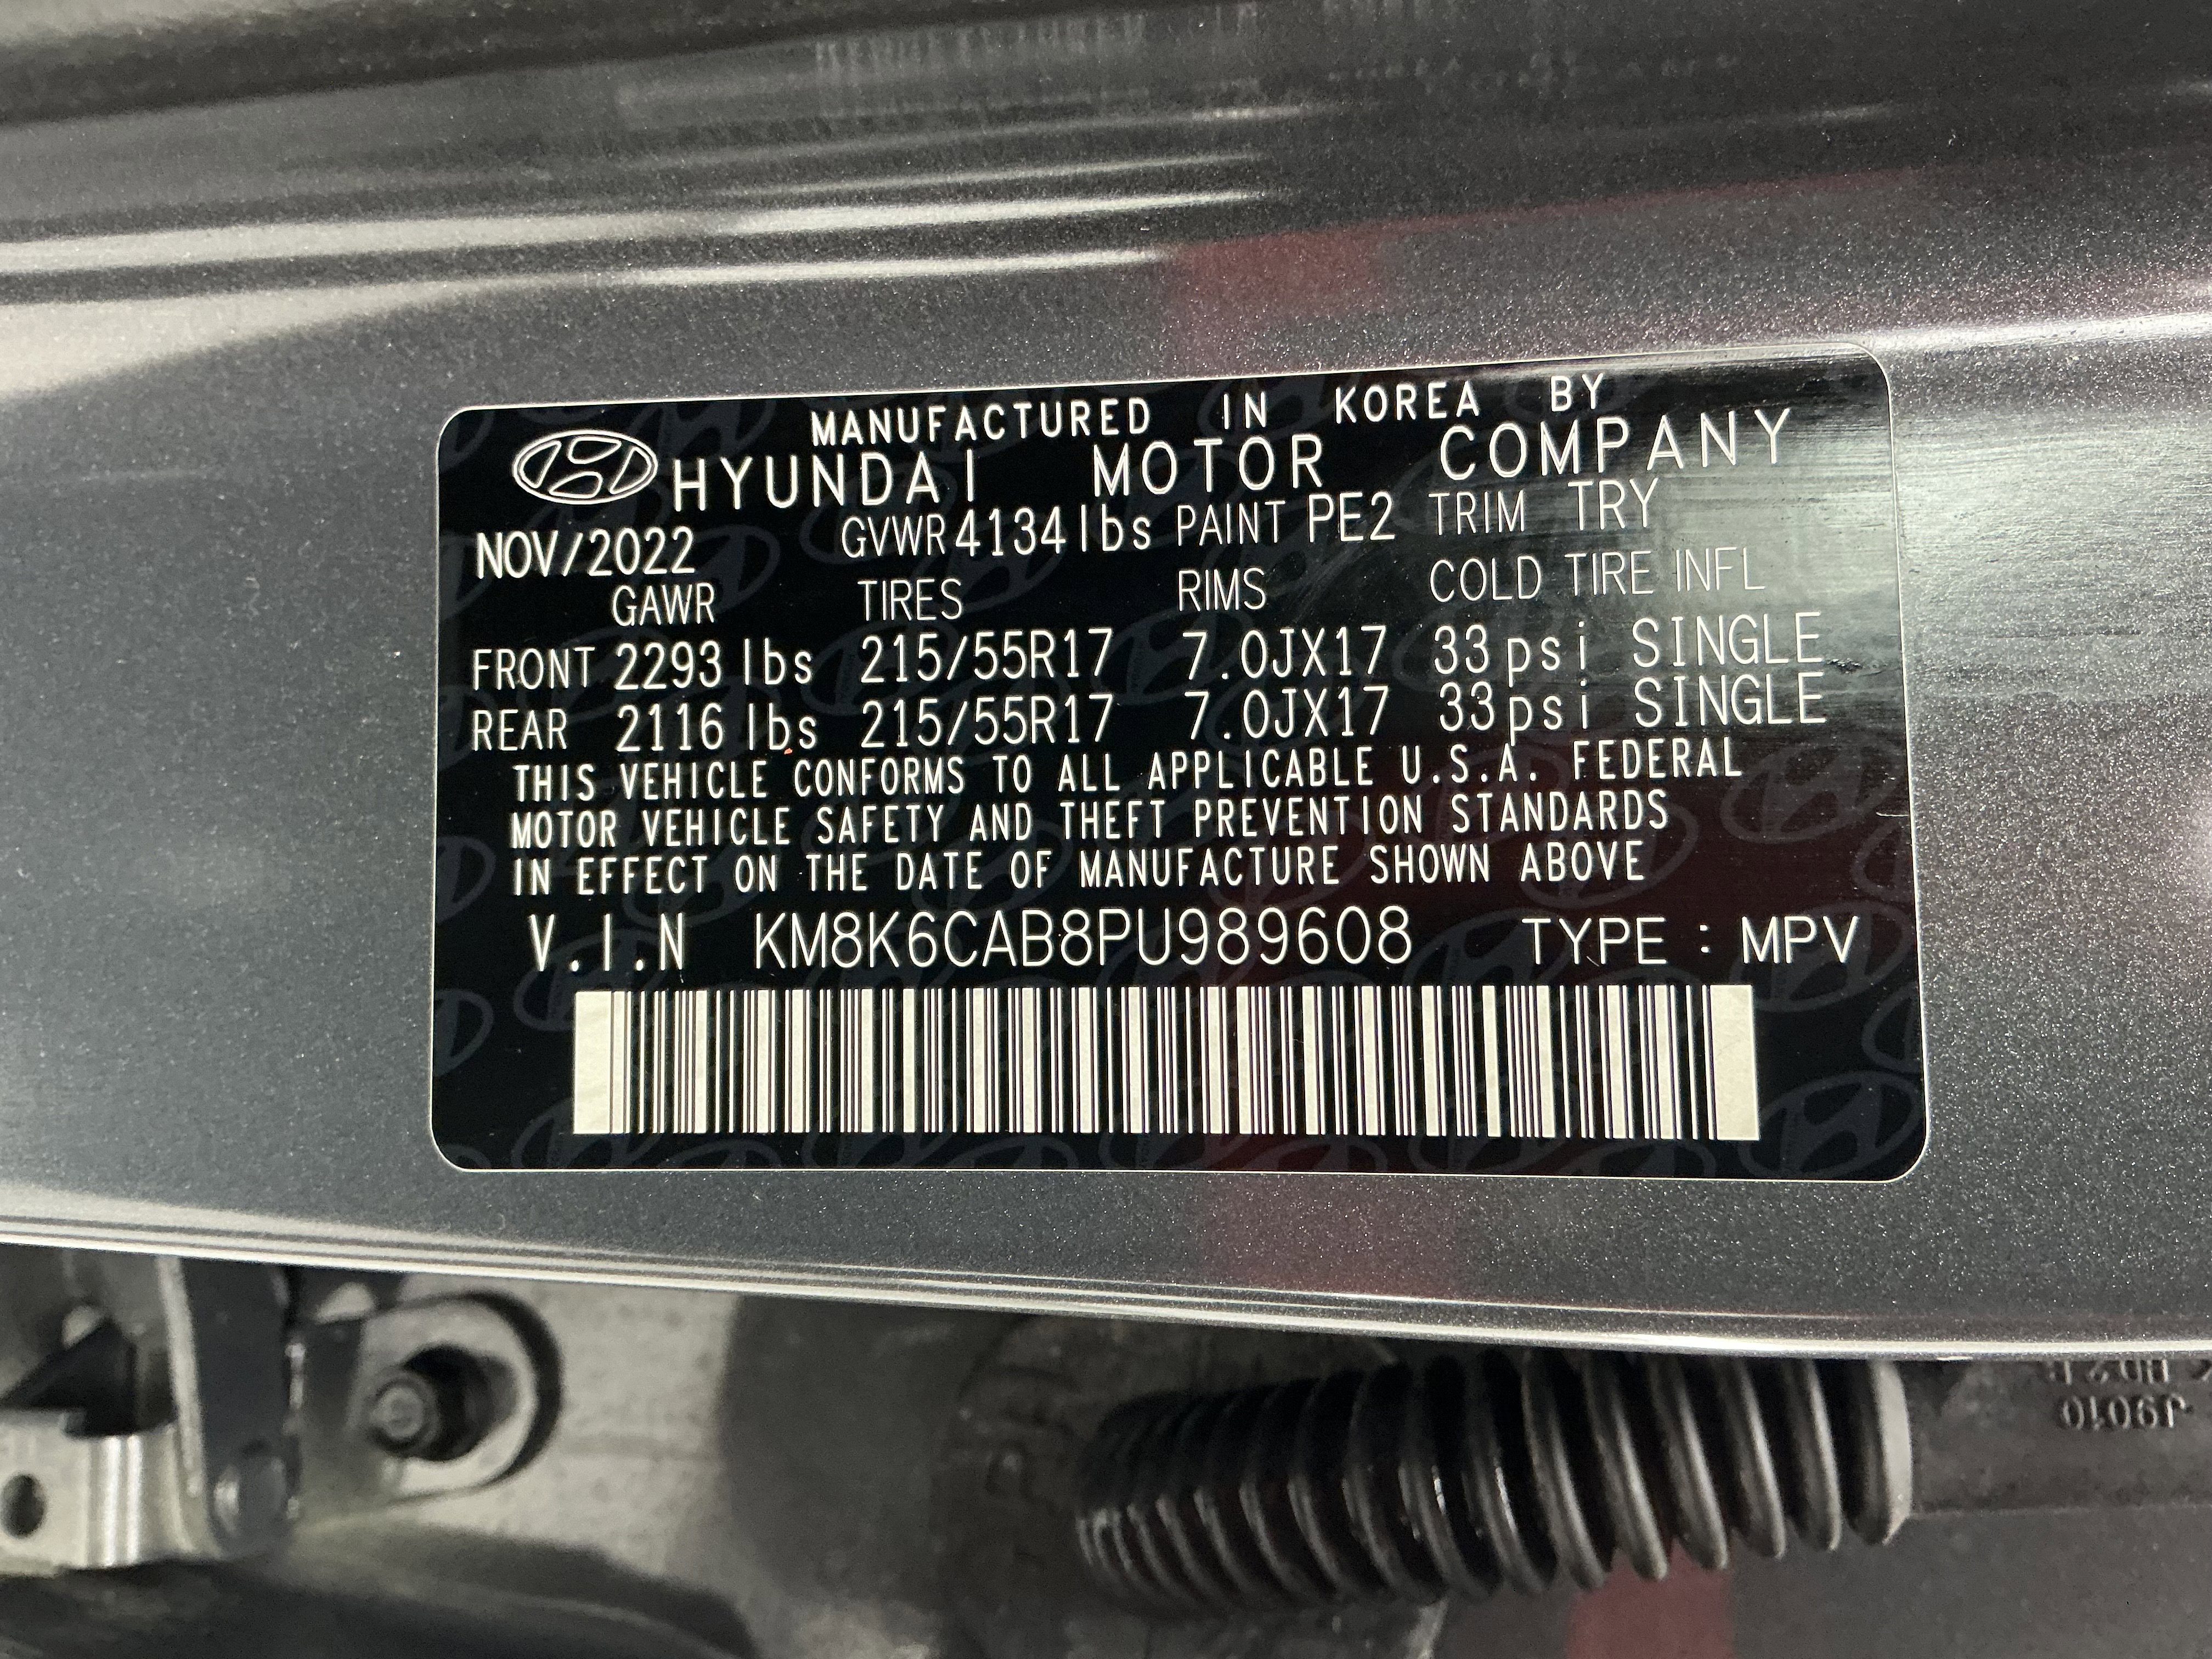 MANUFACTURED IN KOREA BY
HYUNDAI MOTOR COMPANY
NOV/2022 GVWR 4134lbs PAINT PE2 TRIM TRY
GAWR TIRES RIMS COLD TIRE INFL
FRONT 2293 lbs 215/55R17 7.0JX17 33psi SINGLE
REAR 2116 lbs 215/55R17 7.0JX17 33psi SINGLE
THIS VEHICLE CONFORMS TO ALL APPLICABLE U.S.A. FEDERAL
MOTOR VEHICLE SAFETY AND THEFT PREVENTION STANDARDS
IN EFFECT ON THE DATE OF MANUFACTURE SHOWN ABOVE
V.I.N KM8K6CAB8PU989608 TYPE : MPV
J9010